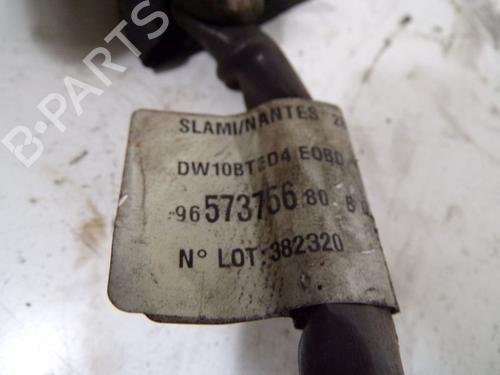 SLAMI/NANTES
DW10BTED4 EOBD
96 573756 80. B
N° LOT: 382320
B-PARTS